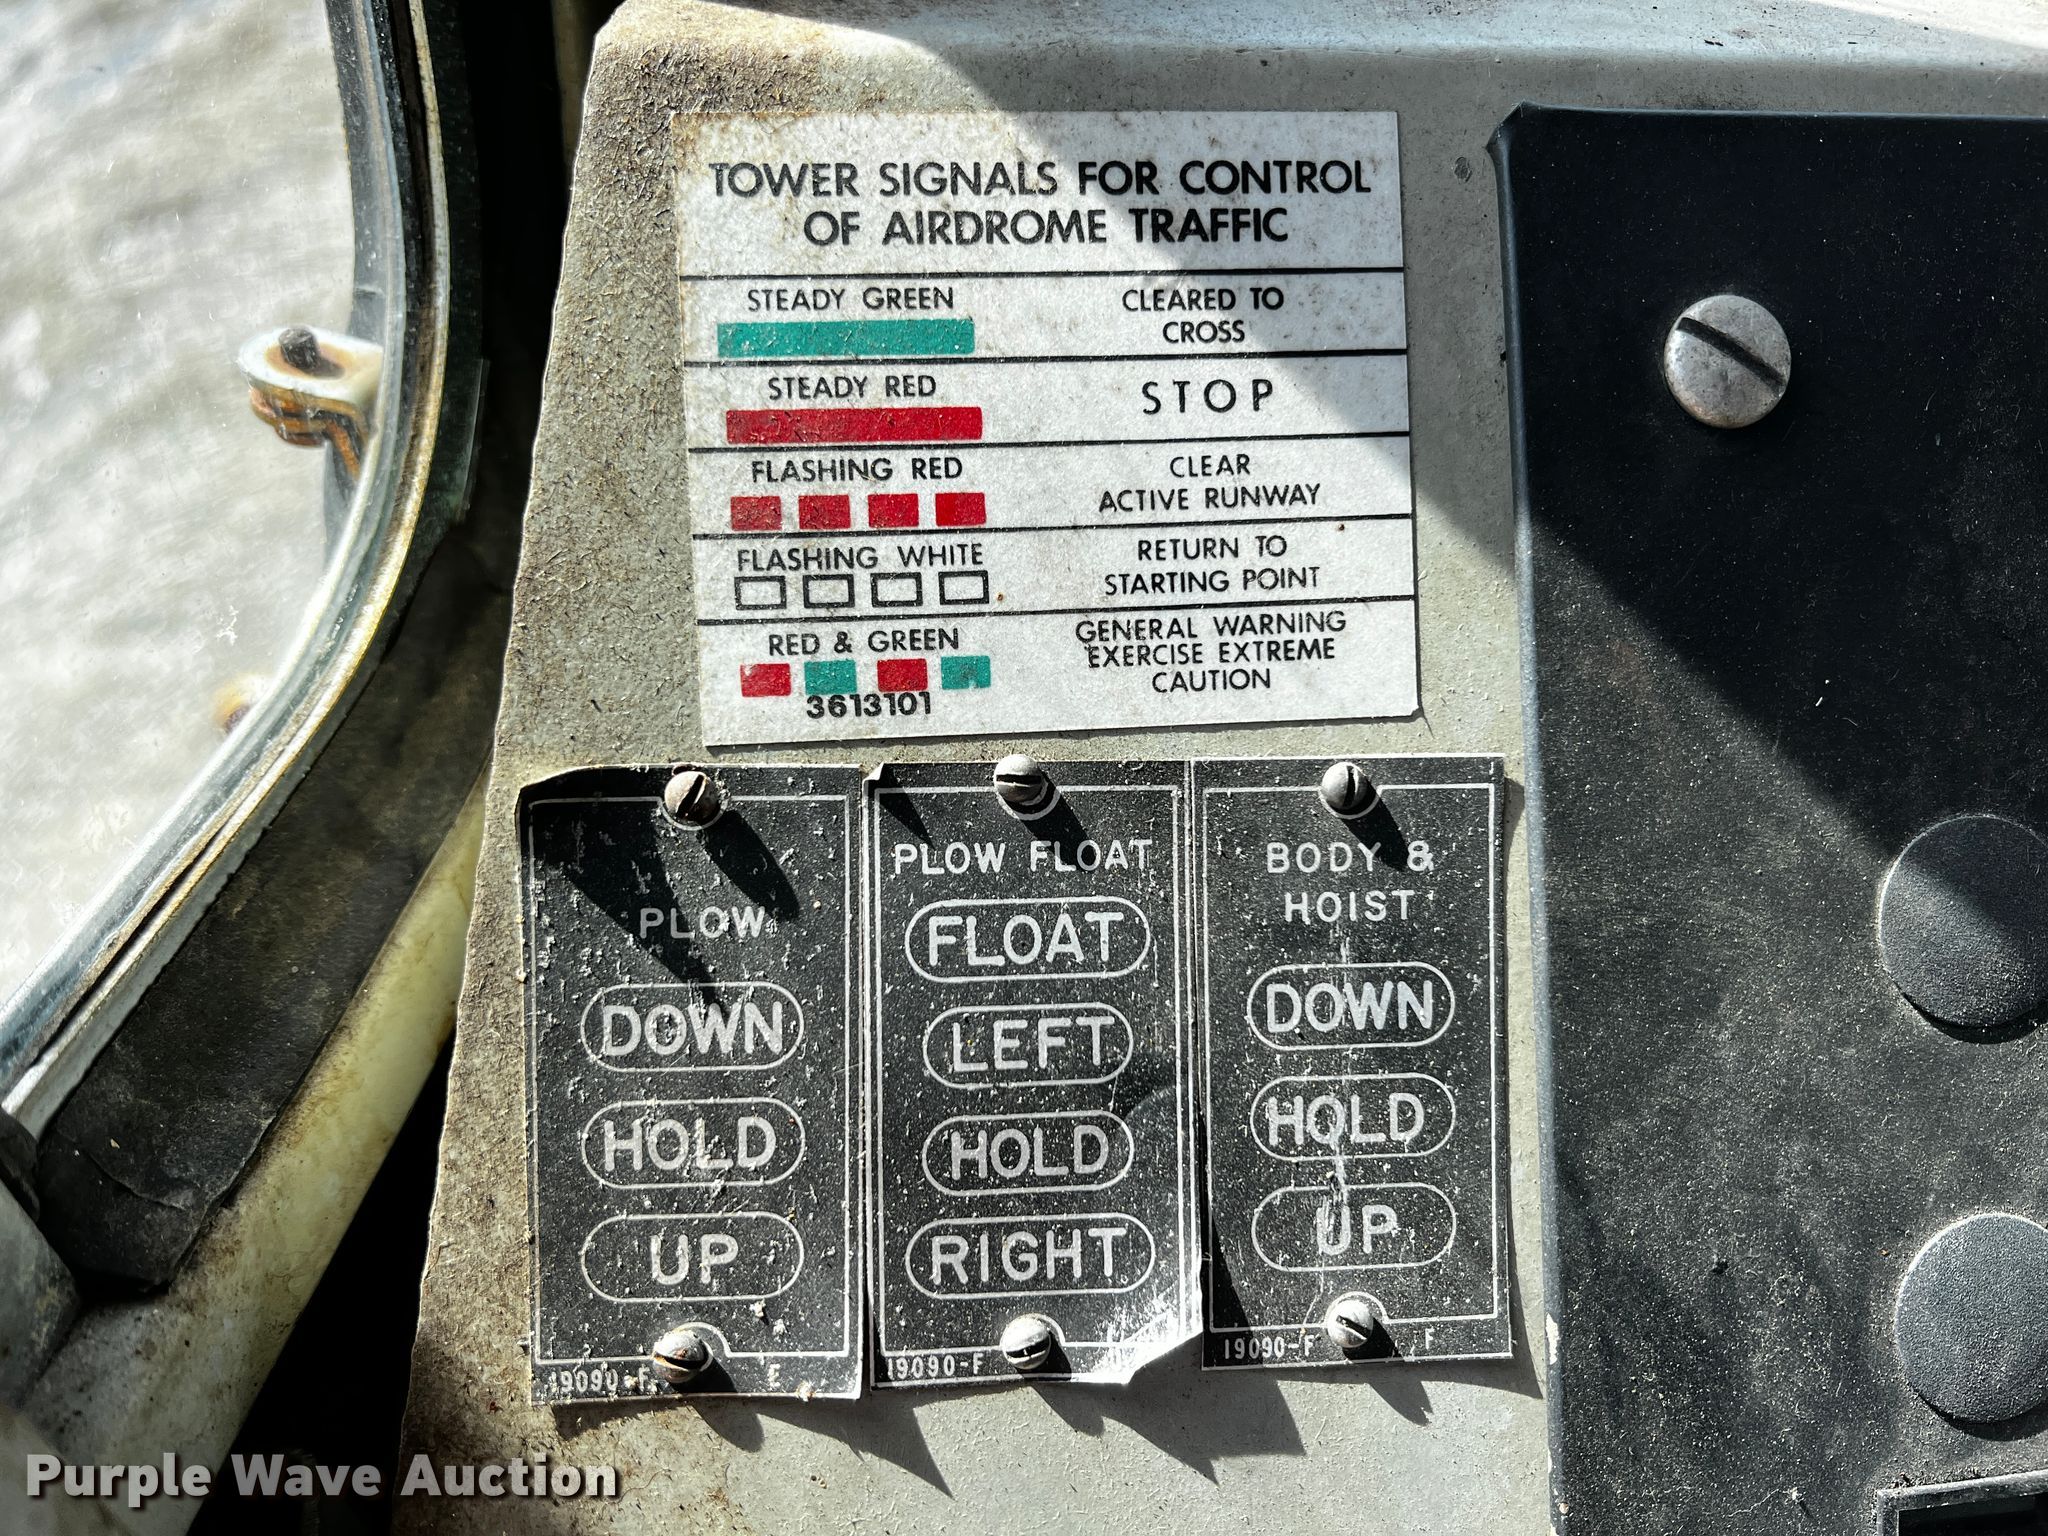 TOWER SIGNALS FOR CONTROL
OF AIRDROME TRAFFIC
STEADY GREEN
CLEARED TO
CROSS
STEADY RED
STOP
FLASHING RED
CLEAR
ACTIVE RUNWAY
FLASHING WHITE
RETURN TO
STARTING POINT
RED & GREEN
GENERAL WARNING
EXERCISE EXTREME
CAUTION
3613101
PLOW
DOWN
HOLD
UP
19090-F E
PLOW FLOAT
FLOAT
LEFT
HOLD
RIGHT
19090-F
BODY &
HOIST
DOWN
HOLD
UP
19090-F F
Purple Wave Auction